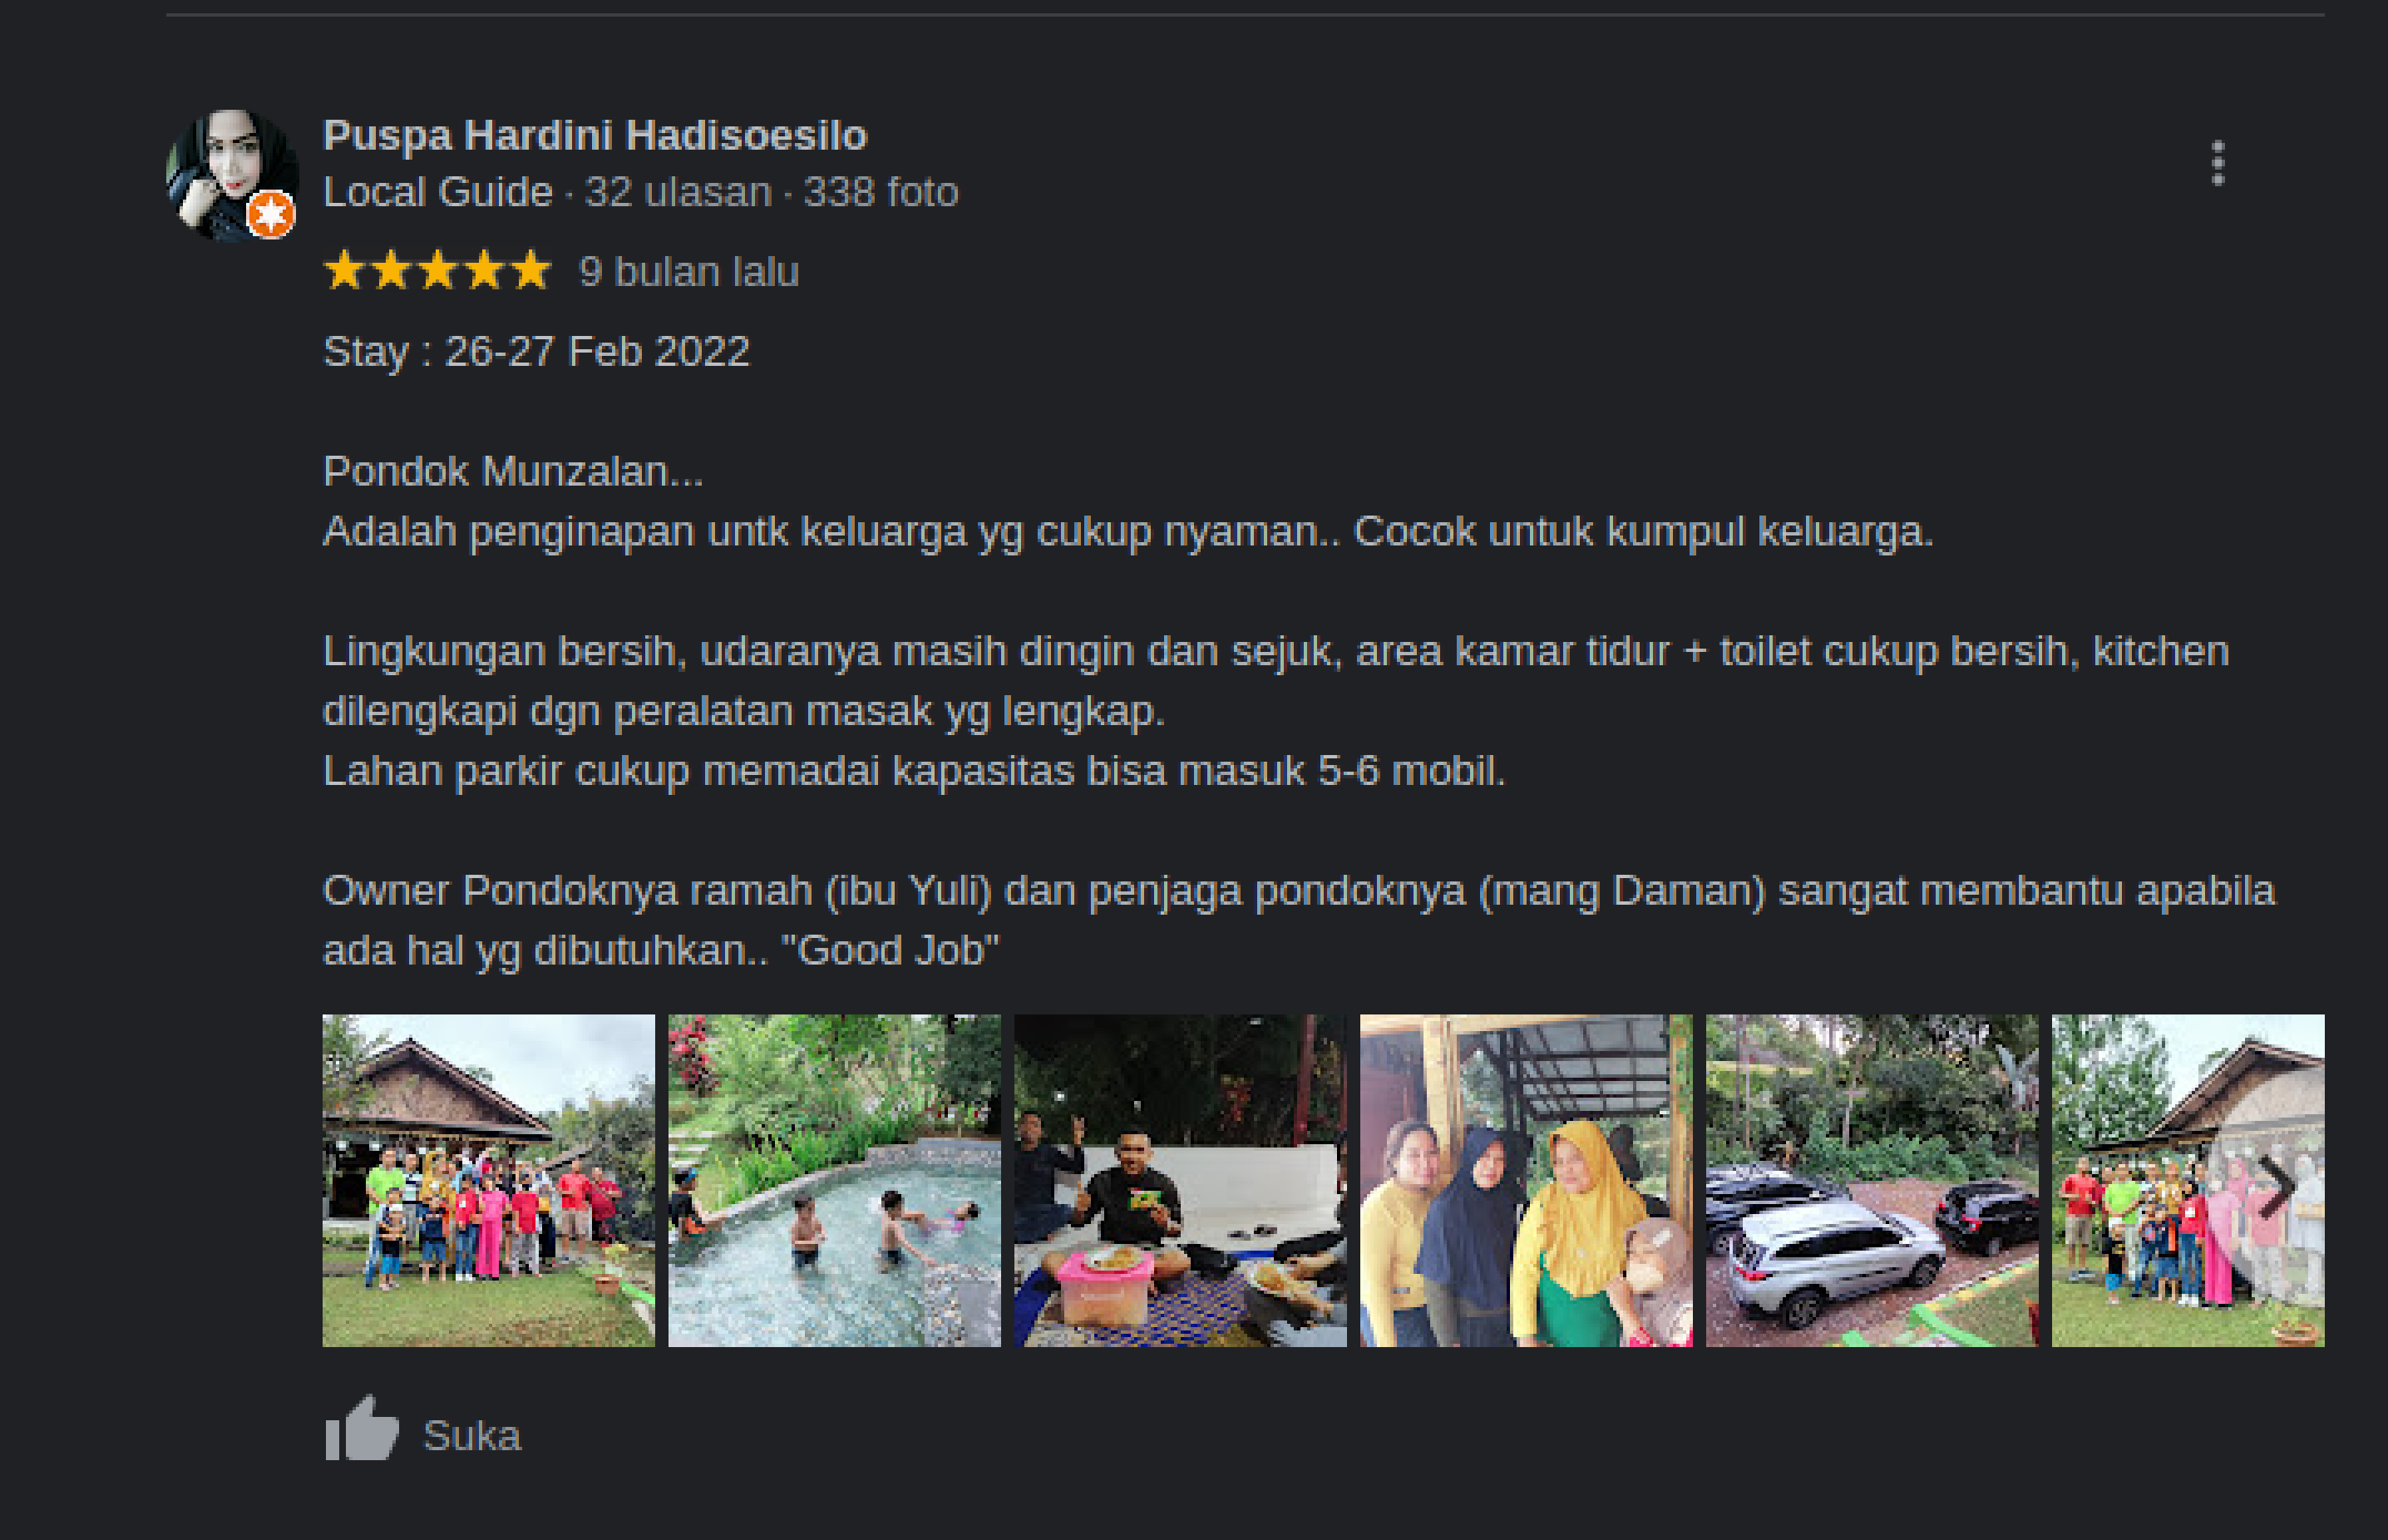 Puspa Hardini Hadisoesilo
Local Guide · 32 ulasan · 338 foto
9 bulan lalu
Stay : 26-27 Feb 2022
Pondok Munzalan...
Adalah penginapan untk keluarga yg cukup nyaman.. Cocok untuk kumpul keluarga.
Lingkungan bersih, udaranya masih dingin dan sejuk, area kamar tidur + toilet cukup bersih, kitchen
dilengkapi dgn peralatan masak yg lengkap.
Lahan parkir cukup memadai kapasitas bisa masuk 5-6 mobil.
Owner Pondoknya ramah (ibu Yuli) dan penjaga pondoknya (mang Daman) sangat membantu apabila
ada hal yg dibutuhkan.. "Good Job"
Suka